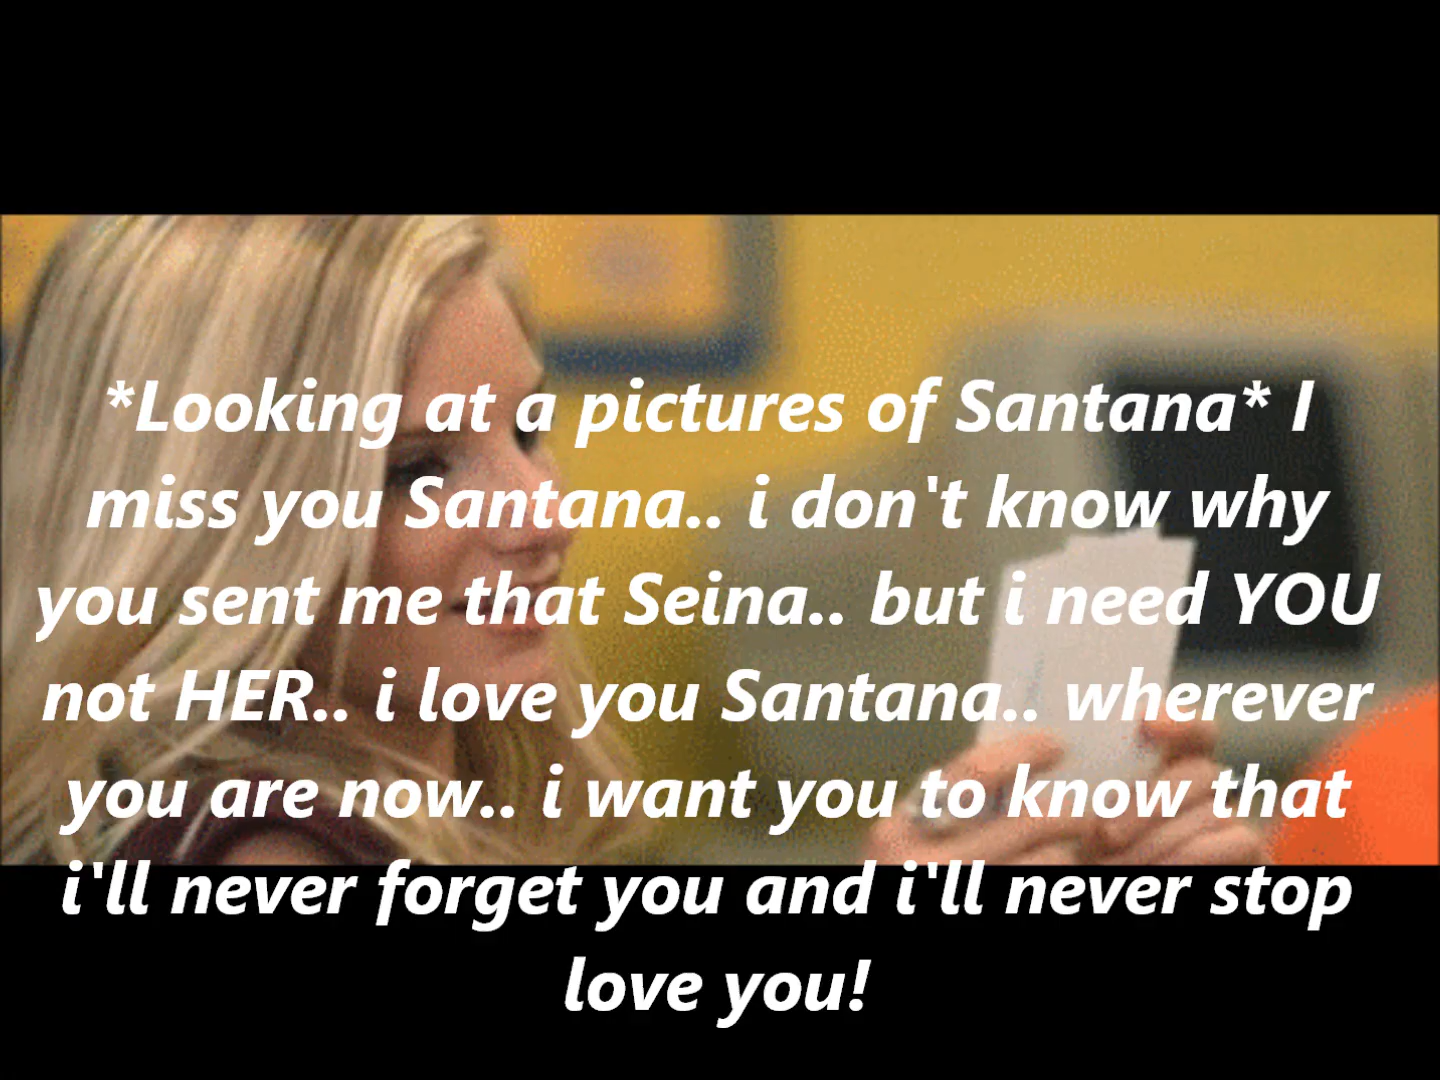 *Looking at a pictures of Santana* I
miss you Santana.. i don't know why
you sent me that Seina.. but i need YOU
not HER.. i love you Santana.. wherever
you are now.. i want you to know that
i'll never forget you and i'll never stop
love you!